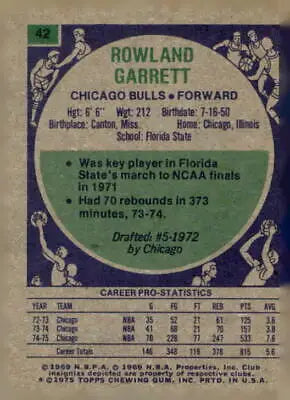 42
ROWLAND
GARRETT
CHICAGO BULLS • FORWARD
Hgt: 6' 6" Wgt: 212 Birthdate: 7-16-50
Birthplace: Canton, Miss. Home: Chicago, Illinois
School: Florida State
• Was key player in Florida
State's march to NCAA finals
in 1971
• Had 70 rebounds in 373
minutes, 73-74.
Drafted: #5-1972
by Chicago
CAREER PRO-STATISTICS
YEAR TEAM G FG FT REB PTS AVG
72-73 Chicago NBA 35 52 21 61 125 3.6
73-74 Chicago NBA 41 68 21 70 157 3.8
74-75 Chicago NBA 70 228 77 247 533 7.6
Career Totals 146 348 119 378 815 5.6
©1969 N.B.P.A. ©1969 N.B.A. Properties, Inc. Club
insignias depicted are property of respective clubs.
©1975 TOPPS CHEWING GUM, INC. PRTD. IN U.S.A.